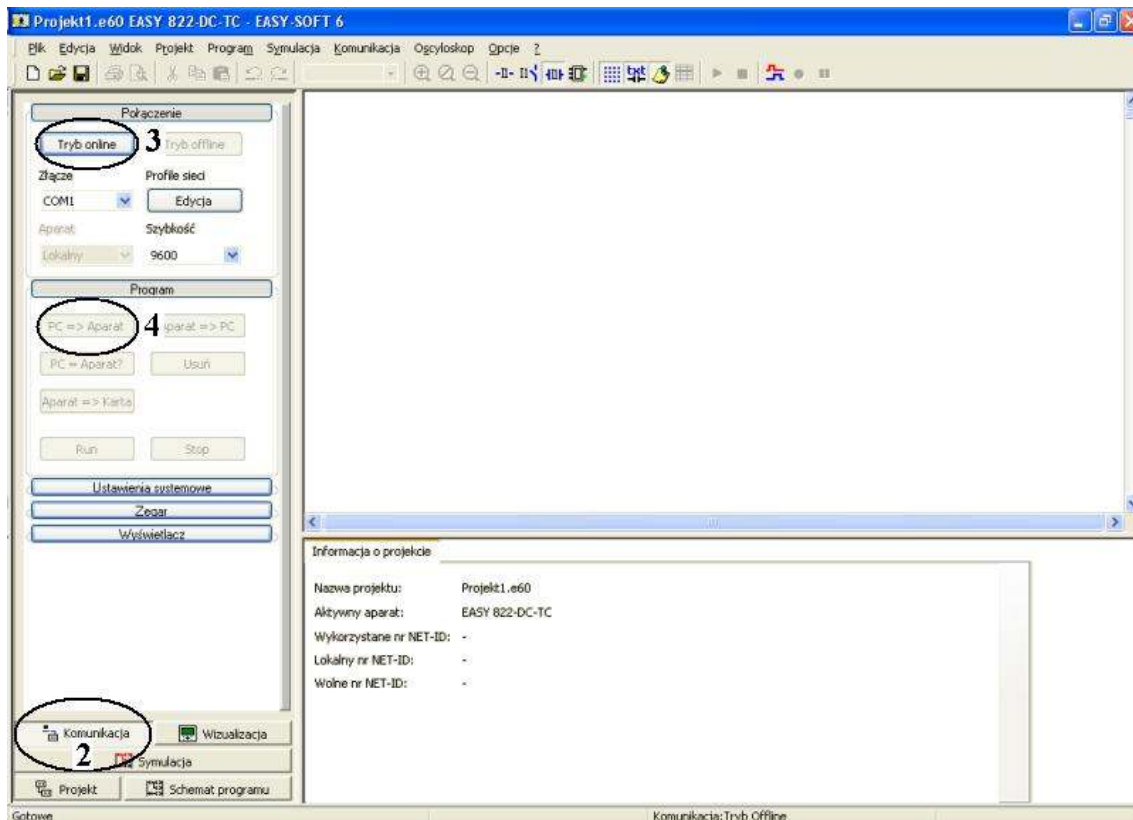 Projekt1.e60 EASY 822-DC-TC - EASY-SOFT 6
Plik Edycja Widok Projekt Program Symulacja Komunikacja Oscyloskop Opcje ?
Połączenie
Tryb online 3 Tryb offline
Złącze Profile sieci
COM1 Edycja
Aparat Szybkość
Lokalny 9600
Program
PC => Aparat 4 parat => PC
PC = Aparat? Usuń
Aparat => Karta
Run Stop
Ustawienia systemowe
Zegar
Wyświetlacz
Informacja o projekcie
Nazwa projektu: Projekt1.e60
Aktywny aparat: EASY 822-DC-TC
Wykorzystane nr NET-ID: -
Lokalny nr NET-ID: -
Wolne nr NET-ID: -
Komunikacja Wizualizacja
2 Symulacja
Projekt Schemat programu
Gotowe Komunikacja:Tryb Offline